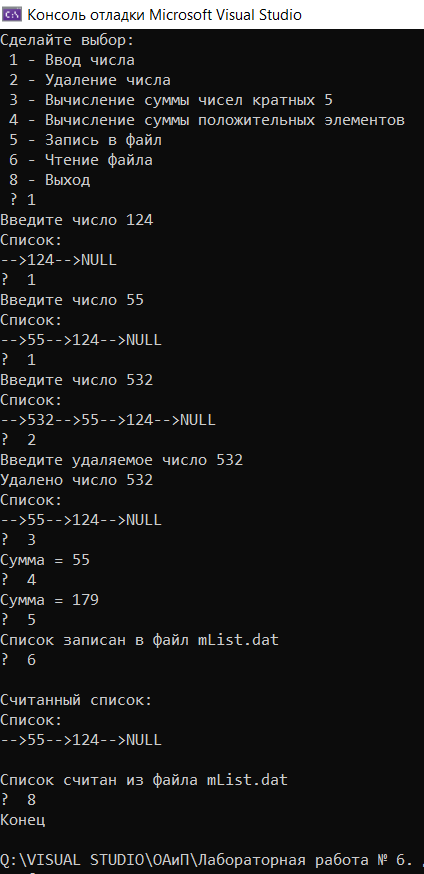 Консоль отладки Microsoft Visual Studio
Сделайте выбор:
1 - Ввод числа
2 - Удаление числа
3 - Вычисление суммы чисел кратных 5
4 - Вычисление суммы положительных элементов
5 - Запись в файл
6 - Чтение файла
8 - Выход
? 1
Введите число 124
Список:
-->124-->NULL
?  1
Введите число 55
Список:
-->55-->124-->NULL
?  1
Введите число 532
Список:
-->532-->55-->124-->NULL
?  2
Введите удаляемое число 532
Удалено число 532
Список:
-->55-->124-->NULL
?  3
Сумма = 55
?  4
Сумма = 179
?  5
Список записан в файл mList.dat
?  6
Считанный список:
Список:
-->55-->124-->NULL
Список считан из файла mList.dat
?  8
Конец
Q:\VISUAL STUDIO\ОАиП\Лабораторная работа № 6.